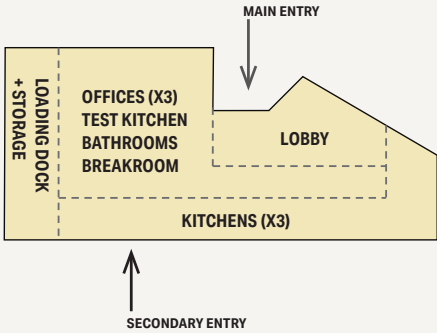 MAIN ENTRY
LOADING DOCK
+ STORAGE
OFFICES (X3)
TEST KITCHEN
BATHROOMS
BREAKROOM
LOBBY
KITCHENS (X3)
SECONDARY ENTRY